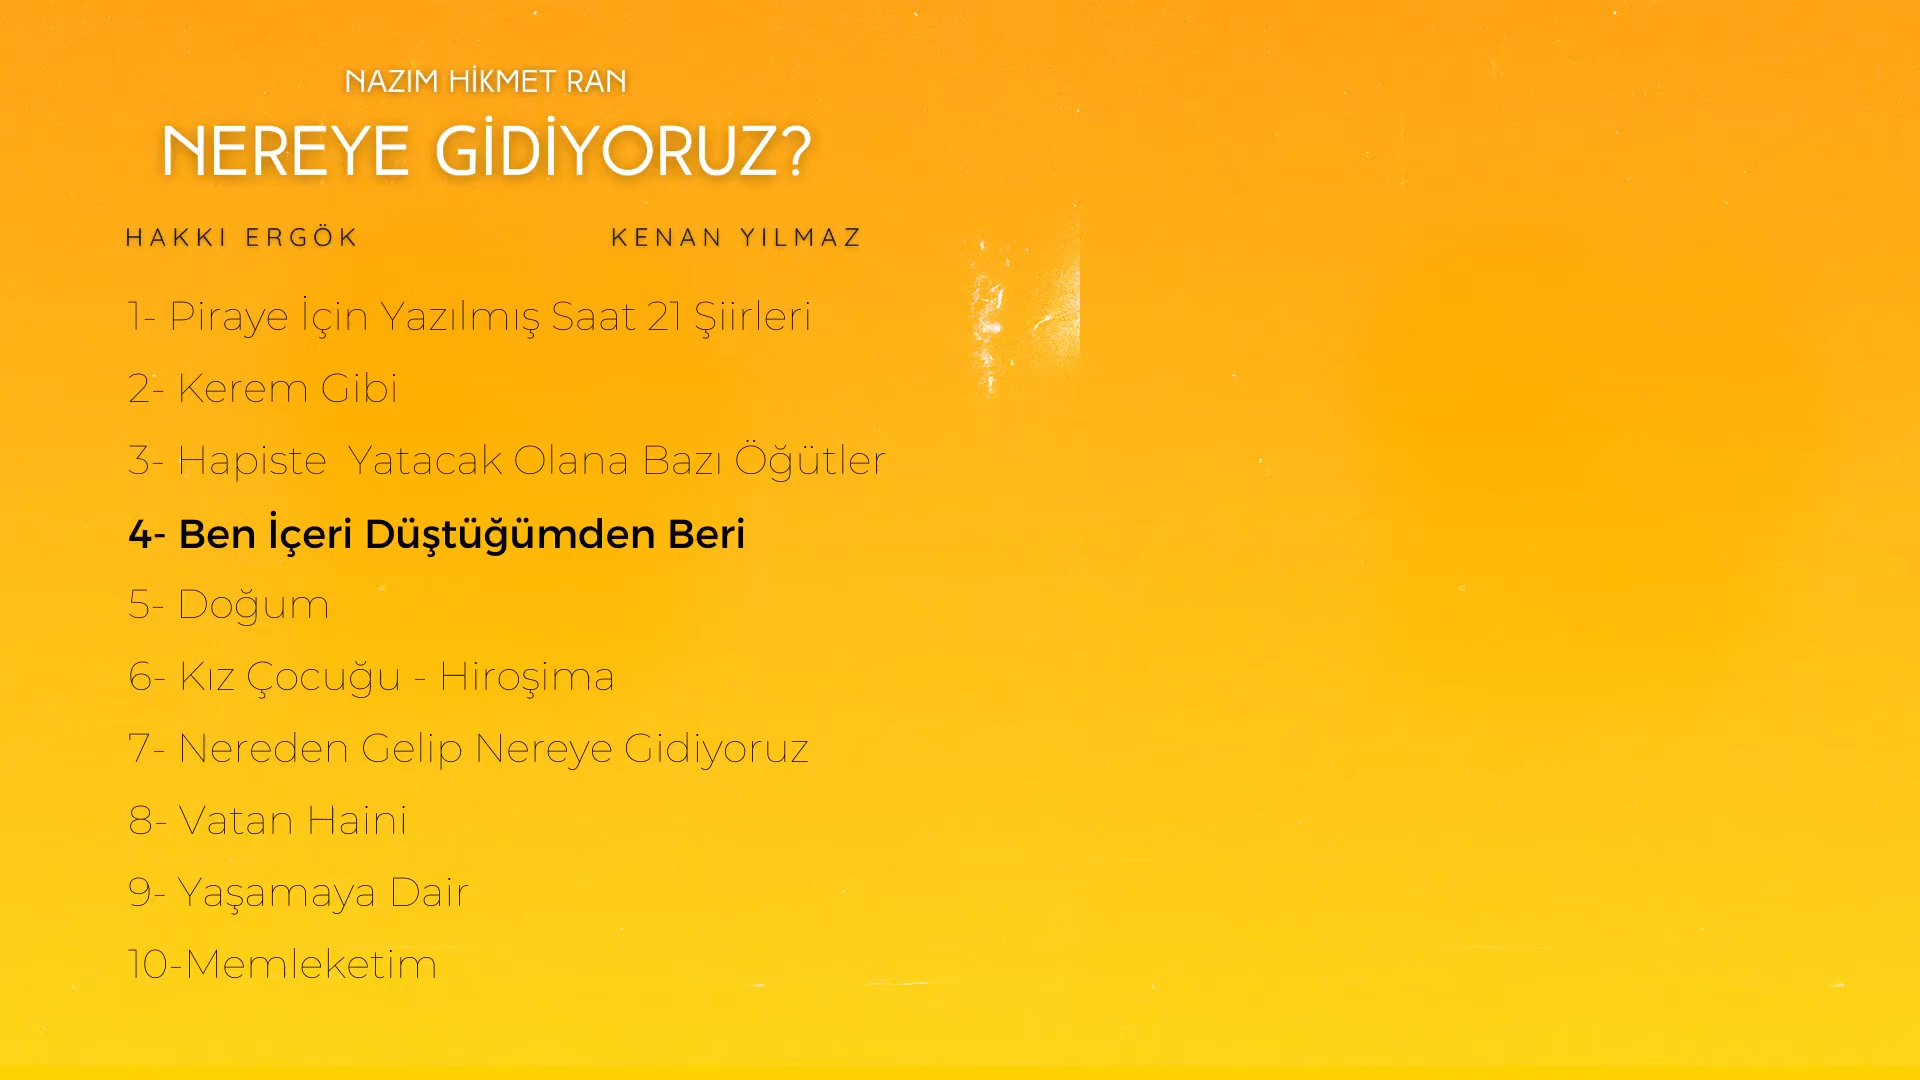 NAZIM HİKMET RAN
NEREYE GİDİYORUZ?
HAKKI ERGÖK KENAN YILMAZ
1- Piraye İçin Yazılmış Saat 21 Şiirleri
2- Kerem Gibi
3- Hapiste Yatacak Olana Bazı Öğütler
4- Ben İçeri Düştüğümden Beri
5- Doğum
6- Kız Çocuğu - Hiroşima
7- Nereden Gelip Nereye Gidiyoruz
8- Vatan Haini
9- Yaşamaya Dair
10-Memleketim